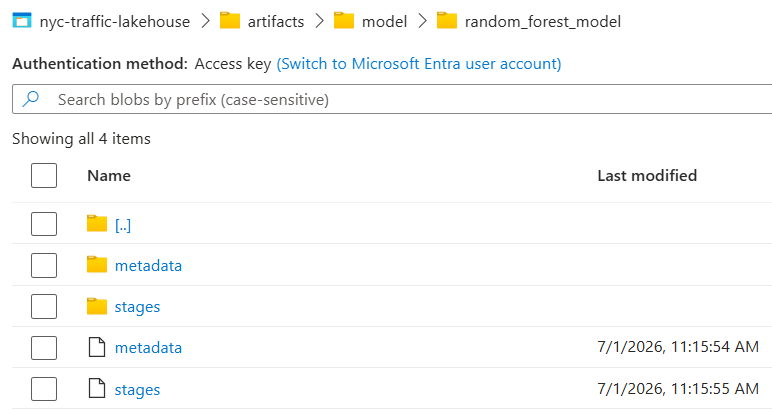 nyc-traffic-lakehouse > artifacts > model > random_forest_model
Authentication method: Access key (Switch to Microsoft Entra user account)
Search blobs by prefix (case-sensitive)
Showing all 4 items
Name Last modified
[..]
metadata
stages
metadata 7/1/2026, 11:15:54 AM
stages 7/1/2026, 11:15:55 AM